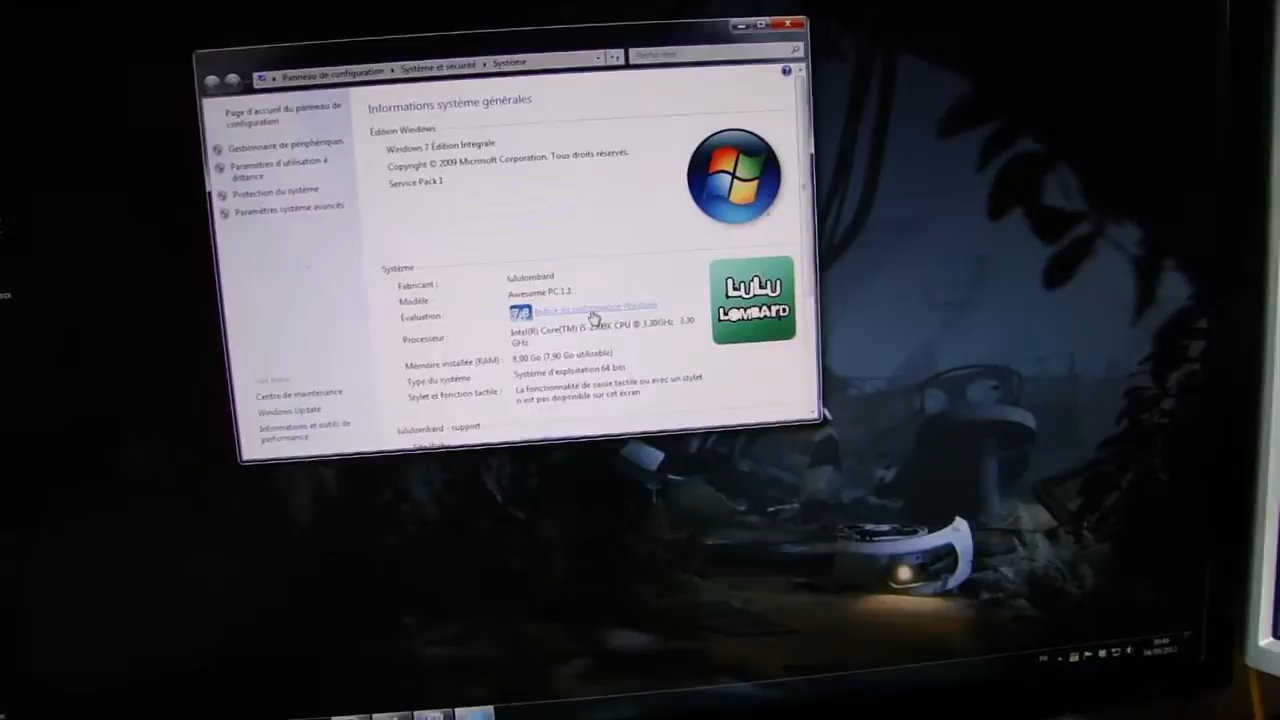 Panneau de configuration ▸ Système et sécurité ▸ Système
Page d'accueil du panneau de
configuration
Gestionnaire de périphériques
Paramètres d'utilisation à
distance
Protection du système
Paramètres système avancés
Informations système générales
Édition Windows
Windows 7 Édition Intégrale
Copyright © 2009 Microsoft Corporation. Tous droits réservés.
Service Pack 1
Système
Fabricant : lululombard
Modèle : Awesome PC 1.1
Évaluation : 7,8 Indice de performance Windows
Processeur : Intel(R) Core(TM) CPU @ 3.30GHz 3.30
GHz
Mémoire installée (RAM) : 8,00 Go (7,90 Go utilisable)
Type du système : Système d'exploitation 64 bits
Stylet et fonction tactile : La fonctionnalité de saisie tactile ou avec un stylet
n'est pas disponible sur cet écran
lululombard - support
LULU
LOMBARD
Centre de maintenance
Windows Update
Informations et outils de
performance
FR